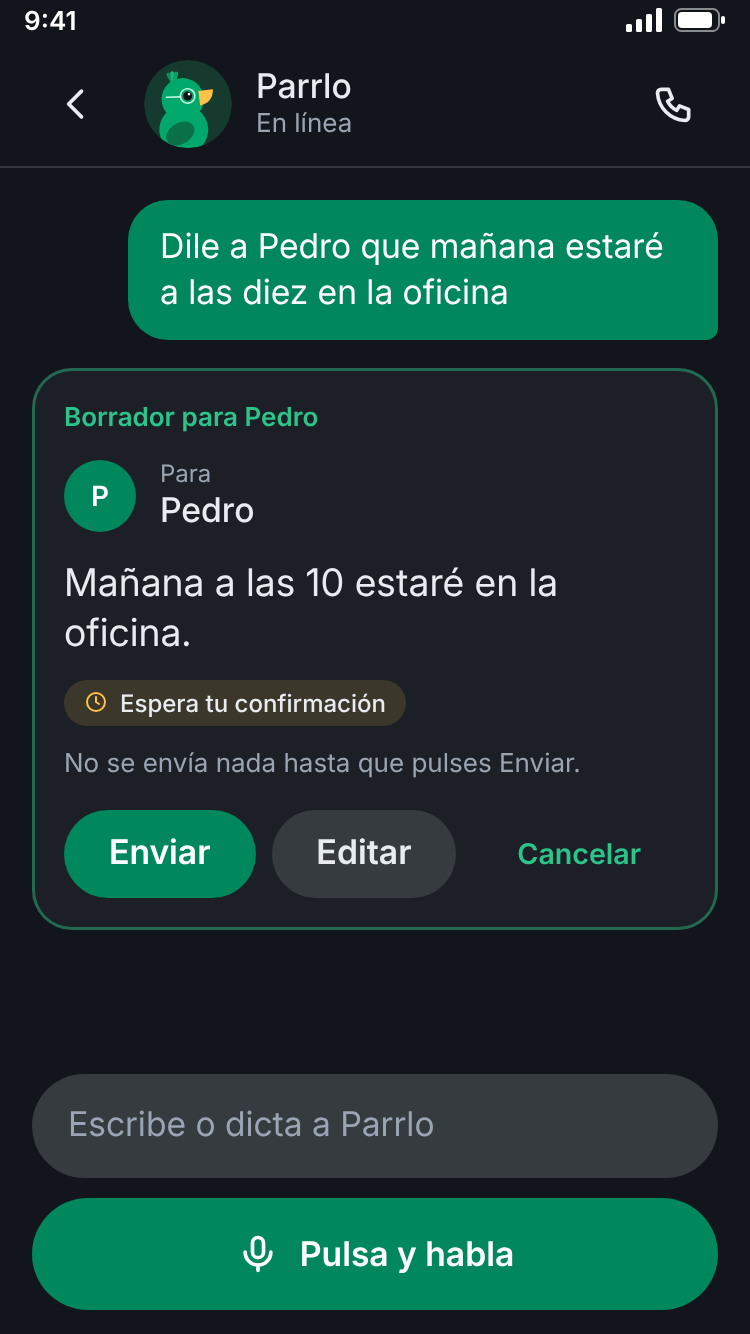 9:41
Parrlo
En línea
Dile a Pedro que mañana estaré
a las diez en la oficina
Borrador para Pedro
P
Para
Pedro
Mañana a las 10 estaré en la
oficina.
Espera tu confirmación
No se envía nada hasta que pulses Enviar.
Enviar
Editar
Cancelar
Escribe o dicta a Parrlo
Pulsa y habla